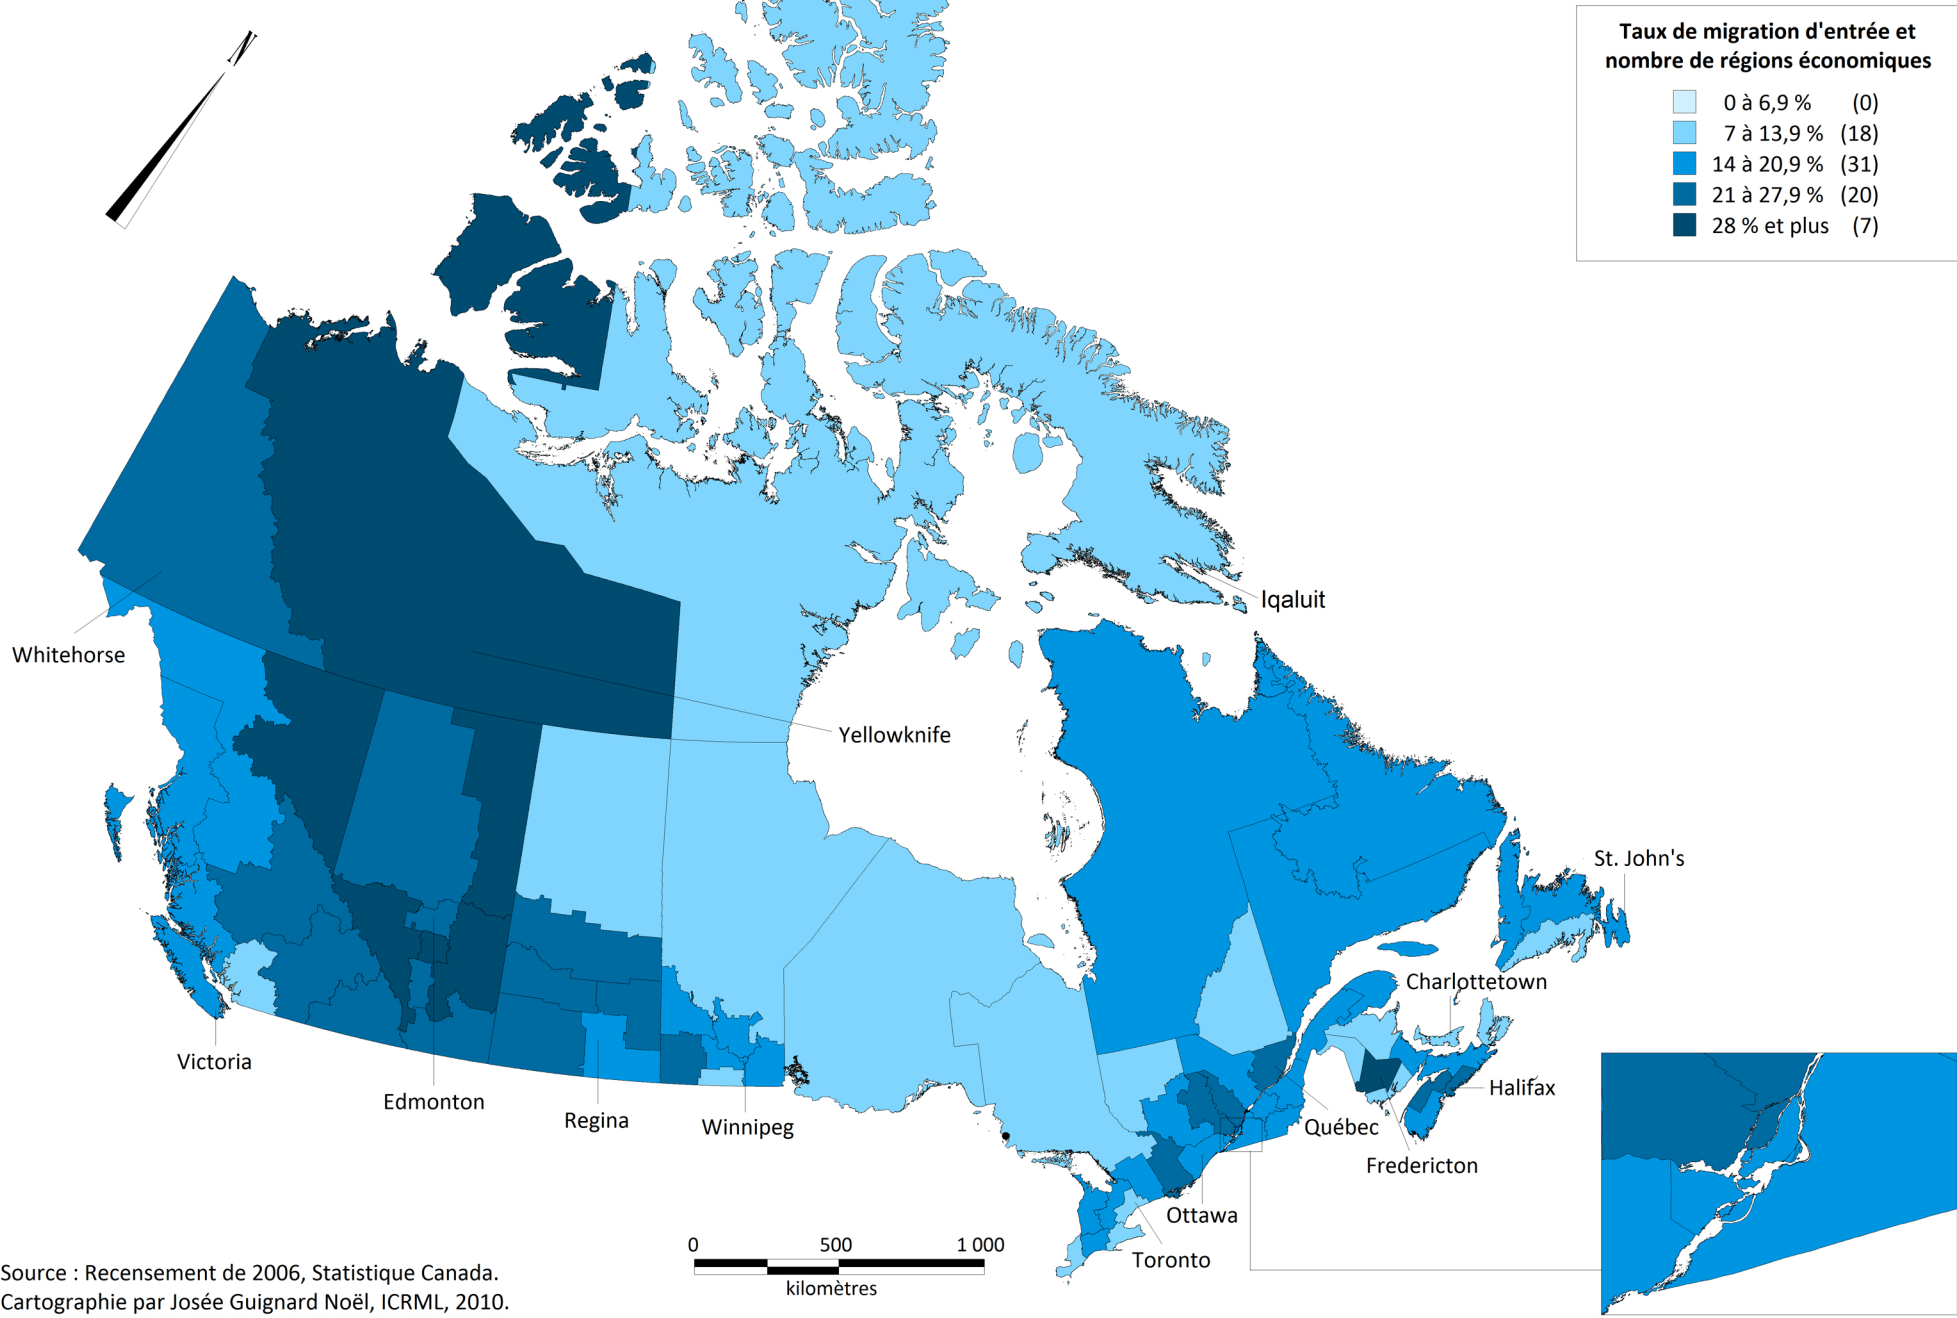 Taux de migration d'entrée et
nombre de régions économiques
0 à 6,9 % (0)
7 à 13,9 % (18)
14 à 20,9 % (31)
21 à 27,9 % (20)
28 % et plus (7)
Iqaluit
Whitehorse
Yellowknife
St. John's
Charlottetown
Victoria
Edmonton
Regina
Winnipeg
Halifax
Québec
Fredericton
Ottawa
Toronto
0 500 1 000
kilomètres
Source : Recensement de 2006, Statistique Canada.
Cartographie par Josée Guignard Noël, ICRML, 2010.